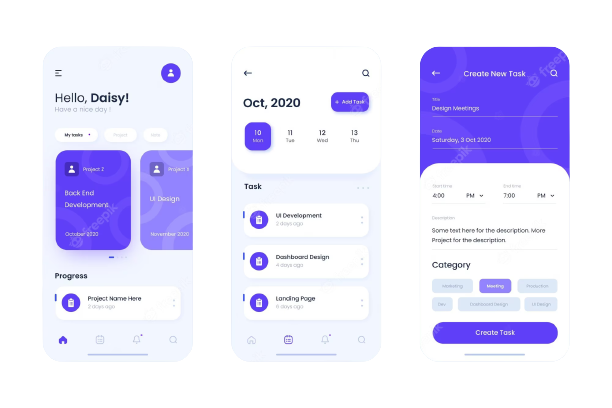 Hello, Daisy!
Have a nice day !
My tasks
Project
Project Z
Back End
Development
October 2020
UI Design
November 2020
Progress
Project Name Here
2 days ago
Oct, 2020
+ Add Task
10
Mon
11
Tue
12
Wed
13
Thu
Task
UI Development
2 days ago
Dashboard Design
4 days ago
Landing Page
6 days ago
Create New Task
Title
Design Meetings
Date
Saturday, 3 Oct 2020
Start time
End time
4:00
PM
7:00
PM
Description
Some text here for the description. More
Project for the description.
Category
Marketing
Meeting
Production
Dev
Dashboard Design
UI Design
Create Task
freepik